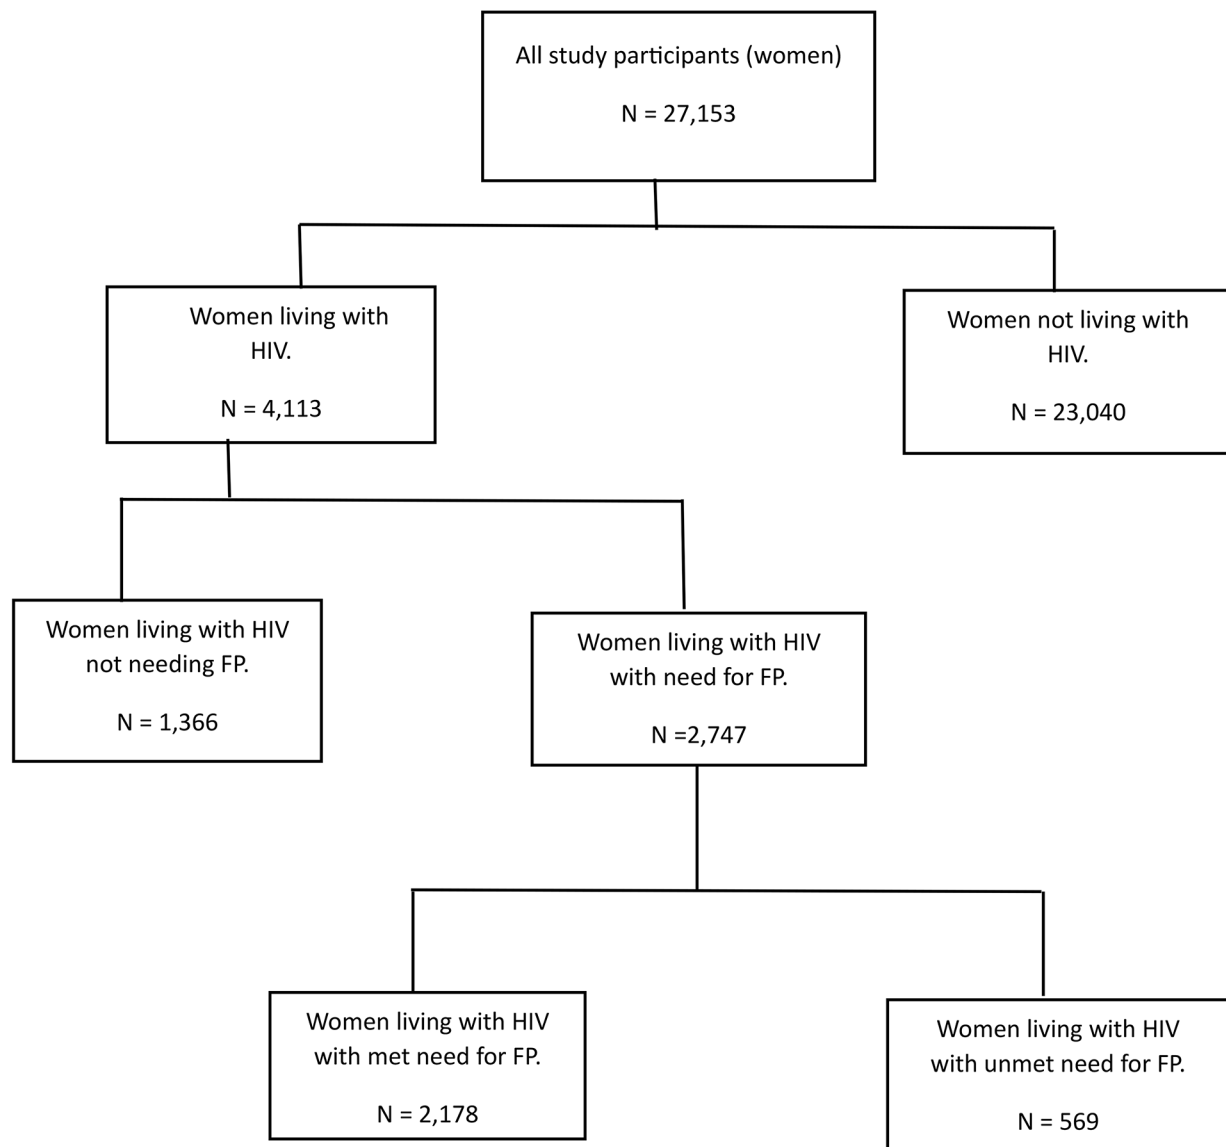 All study participants (women)
N = 27,153
Women living with
HIV.
N = 4,113
Women not living with
HIV.
N = 23,040
Women living with HIV
not needing FP.
N = 1,366
Women living with HIV
with need for FP.
N =2,747
Women living with HIV
with met need for FP.
N = 2,178
Women living with HIV
with unmet need for FP.
N = 569